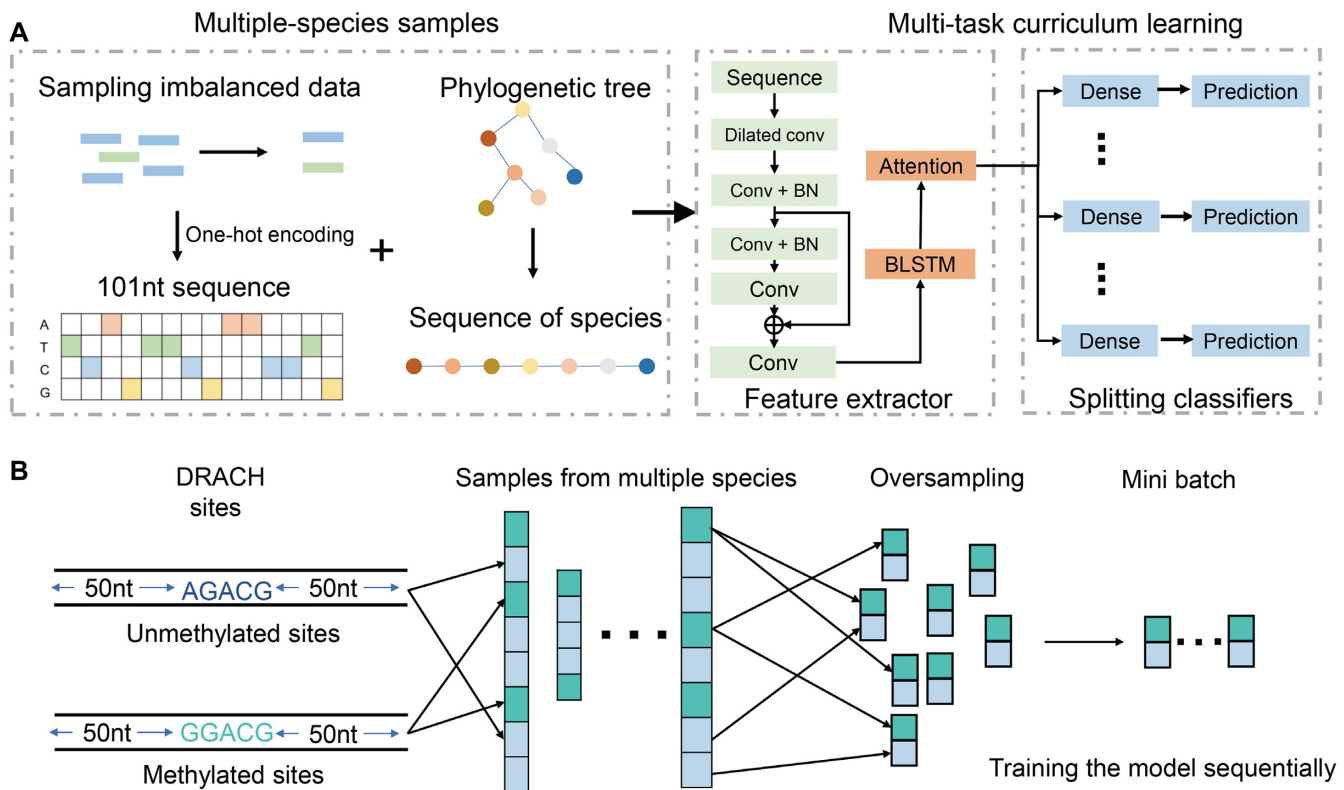 A
Multiple-species samples
Multi-task curriculum learning
Sampling imbalanced data
Phylogenetic tree
One-hot encoding
+
101nt sequence
A
T
C
G
Sequence of species
Sequence
Dilated conv
Conv + BN
Conv + BN
Conv
Conv
Attention
BLSTM
Feature extractor
Dense
Prediction
Dense
Prediction
Dense
Prediction
Splitting classifiers
B
DRACH
sites
Samples from multiple species
Oversampling
Mini batch
50nt AGACG 50nt
Unmethylated sites
50nt GGACG 50nt
Methylated sites
Training the model sequentially